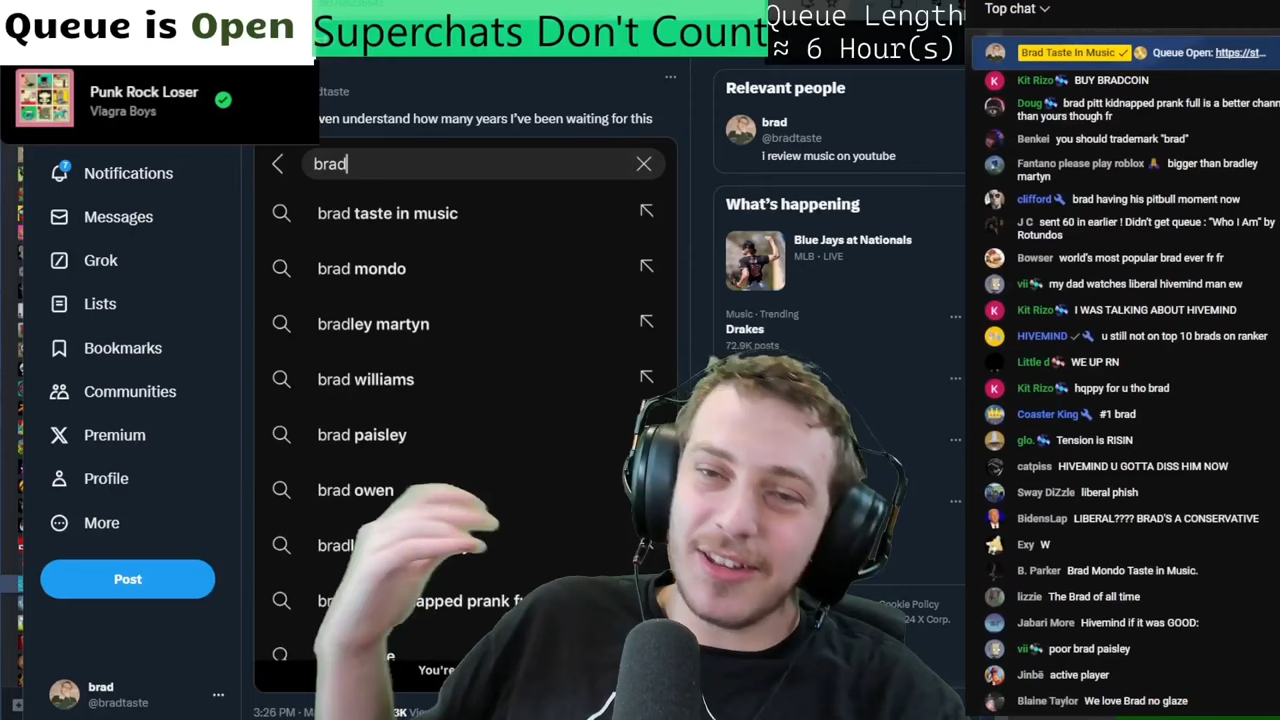 Queue is Open
Superchats Don't Count
Queue Length
≈ 6 Hour(s)
Punk Rock Loser
Viagra Boys
Notifications
7
Messages
Grok
Lists
Bookmarks
Communities
Premium
Profile
More
Post
brad
@bradtaste
ven understand how many years I've been waiting for this
brad
brad taste in music
brad mondo
bradley martyn
brad williams
brad paisley
brad owen
apped prank
You're
3:26 PM
Relevant people
brad
@bradtaste
i review music on youtube
What's happening
Blue Jays at Nationals
MLB • LIVE
Music · Trending
Drakes
72.9K posts
Cookie Policy
24 X Corp.
Top chat
Brad Taste In Music Queue Open: https://st...
Kit Rizo BUY BRADCOIN
Doug brad pitt kidnapped prank full is a better chann
than yours though fr
Benkei you should trademark "brad"
Fantano please play roblox bigger than bradley
martyn
clifford brad having his pitbull moment now
J C sent 60 in earlier ! Didn't get queue : "Who I Am" by
Rotundos
Bowser world's most popular brad ever fr fr
vii my dad watches liberal hivemind man ew
Kit Rizo I WAS TALKING ABOUT HIVEMIND
HIVEMIND u still not on top 10 brads on ranker
Little d WE UP RN
Kit Rizo hqppy for u tho brad
Coaster King #1 brad
glo. Tension is RISIN
catpiss HIVEMIND U GOTTA DISS HIM NOW
Sway DiZzle liberal phish
BidensLap LIBERAL???? BRAD'S A CONSERVATIVE
Exy W
B. Parker Brad Mondo Taste in Music.
lizzie The Brad of all time
Jabari More Hivemind if it was GOOD:
vii poor brad paisley
Jinbē active player
Blaine Taylor We love Brad no glaze